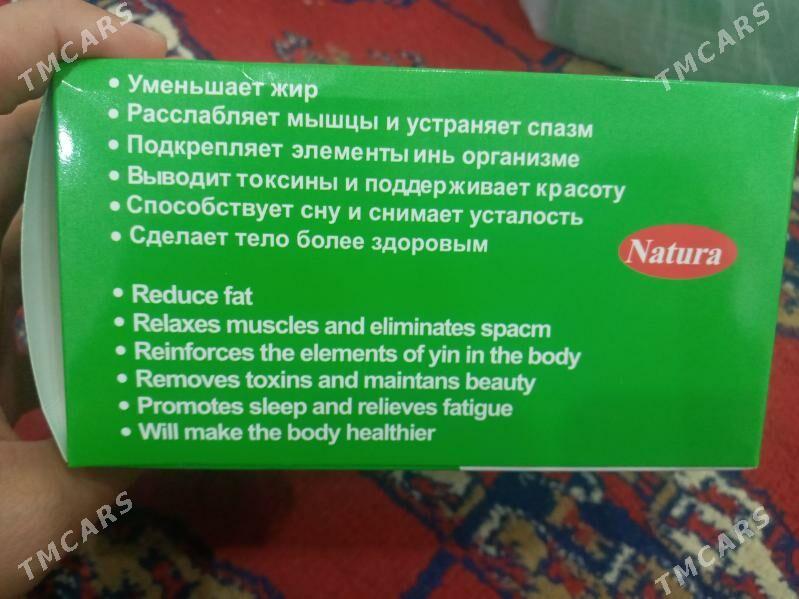 TMCARS
TMCARS
• Уменьшает жир
• Расслабляет мышцы и устраняет спазм
• Подкрепляет элементы инь организме
• Выводит токсины и поддерживает красоту
• Способствует сну и снимает усталость
• Сделает тело более здоровым
Natura
• Reduce fat
• Relaxes muscles and eliminates spacm
• Reinforces the elements of yin in the body
• Removes toxins and maintans beauty
• Promotes sleep and relieves fatigue
• Will make the body healthier
TMCARS
TMCARS